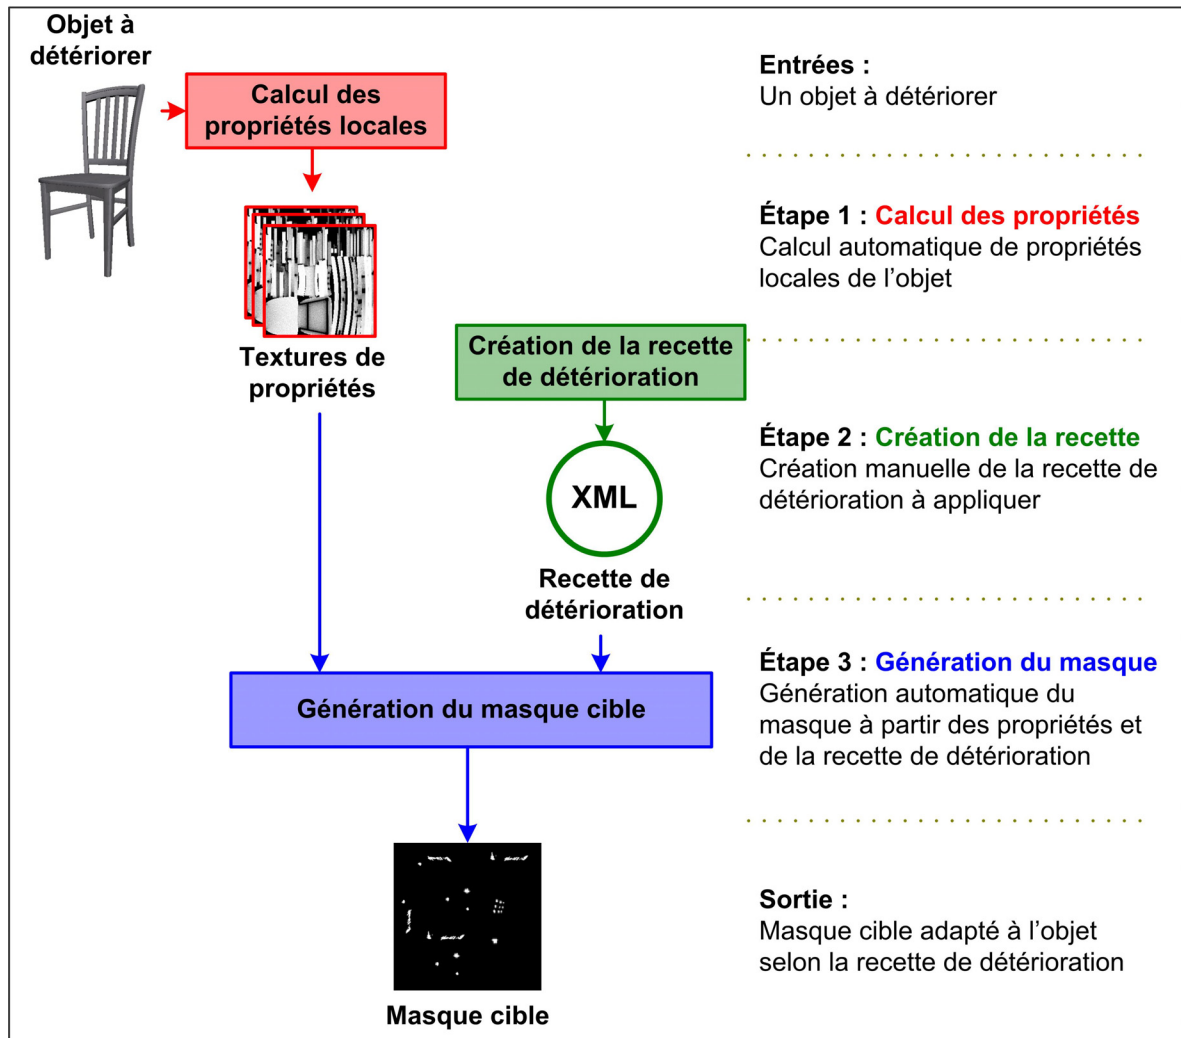 Objet à
détériorer
Calcul des
propriétés locales
Textures de
propriétés
Création de la recette
de détérioration
XML
Recette de
détérioration
Génération du masque cible
Masque cible
Entrées :
Un objet à détériorer
Étape 1 : Calcul des propriétés
Calcul automatique de propriétés
locales de l’objet
Étape 2 : Création de la recette
Création manuelle de la recette de
détérioration à appliquer
Étape 3 : Génération du masque
Génération automatique du
masque à partir des propriétés et
de la recette de détérioration
Sortie :
Masque cible adapté à l’objet
selon la recette de détérioration